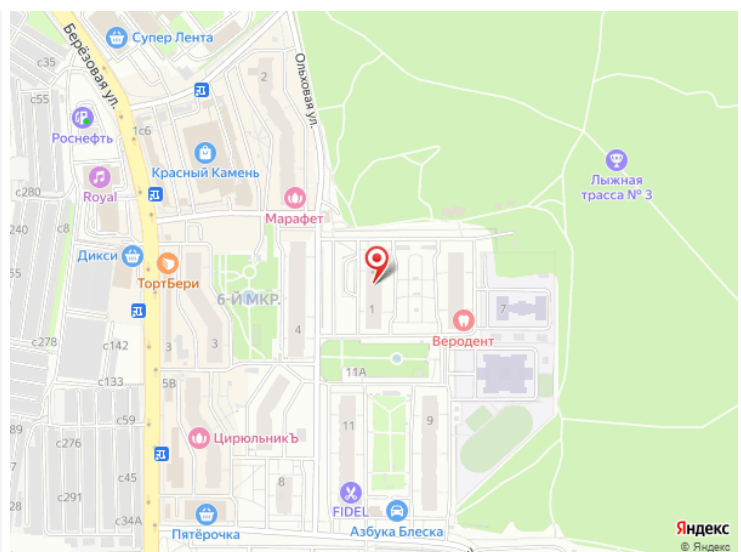 Супер Лента
Берёзовая ул.
с35
с55
Роснефть
1с6
2
Ольховая ул.
Красный Камень
Лыжная
трасса № 3
с280
Royal
240
с8
Марафет
Дикси
ТортБери
6-Й МКР.
1
7
4
Веродент
с278
с142
3
3
11А
с133
5В
с59
89
с276
ЦирюльникЪ
11
9
с45
8
с291
FIDEL
Азбука Блеска
с34А
Пятёрочка
Яндекс
© Яндекс